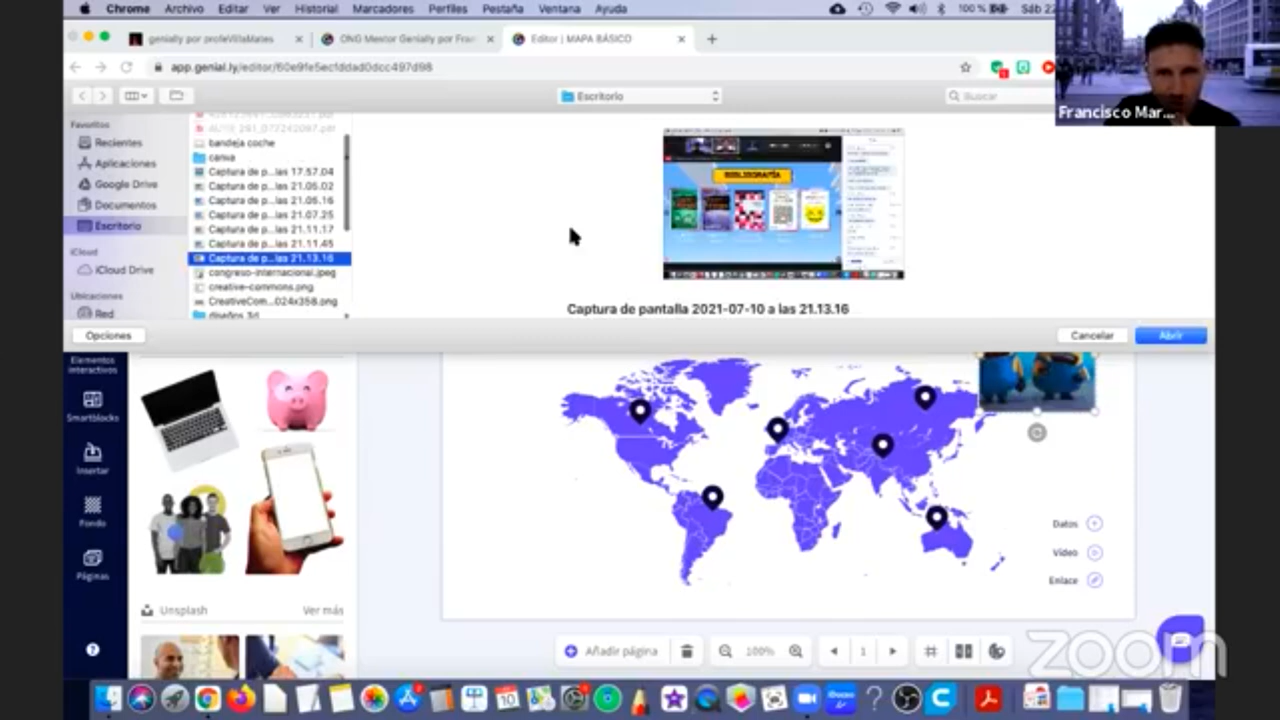 Chrome Archivo Editar Ver Historial Marcadores Perfiles Pestaña Ventana Ayuda 100 % Sáb 22
genially por profeVillaMates
ONG Mentor Genially por Fran
Editor | MAPA BÁSICO
app.genial.ly/editor/60e9fe5ecfddad0dcc497d98
Francisco Mar...
Escritorio
Buscar
Favoritos
Recientes
Aplicaciones
Google Drive
Documentos
Escritorio
iCloud
iCloud Drive
Ubicaciones
Red
bandeja coche
canva
Captura de p...las 17.57.04
Captura de p...las 21.05.02
Captura de p...las 21.06.16
Captura de p...las 21.07.25
Captura de p...las 21.11.17
Captura de p...las 21.11.45
Captura de p...las 21.13.16
congreso-internacional.jpeg
creative-commons.png
CreativeCom...024x358.png
diseños 3d
BIBLIOGRAFÍA
Captura de pantalla 2021-07-10 a las 21.13.16
Opciones
Cancelar
Abrir
Elementos
interactivos
Smartblocks
Insertar
Fondo
Páginas
Unsplash
Ver más
Datos
Vídeo
Enlace
Añadir página
100%
1
zoom